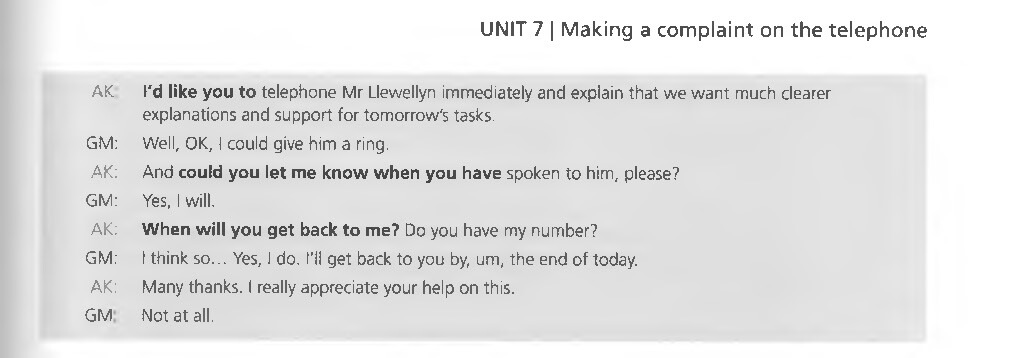 UNIT 7 | Making a complaint on the telephone
AK: I'd like you to telephone Mr Llewellyn immediately and explain that we want much clearer
explanations and support for tomorrow's tasks.
GM: Well, OK, I could give him a ring.
AK: And could you let me know when you have spoken to him, please?
GM: Yes, I will.
AK: When will you get back to me? Do you have my number?
GM: I think so... Yes, I do. I'll get back to you by, um, the end of today.
AK: Many thanks. I really appreciate your help on this.
GM: Not at all.